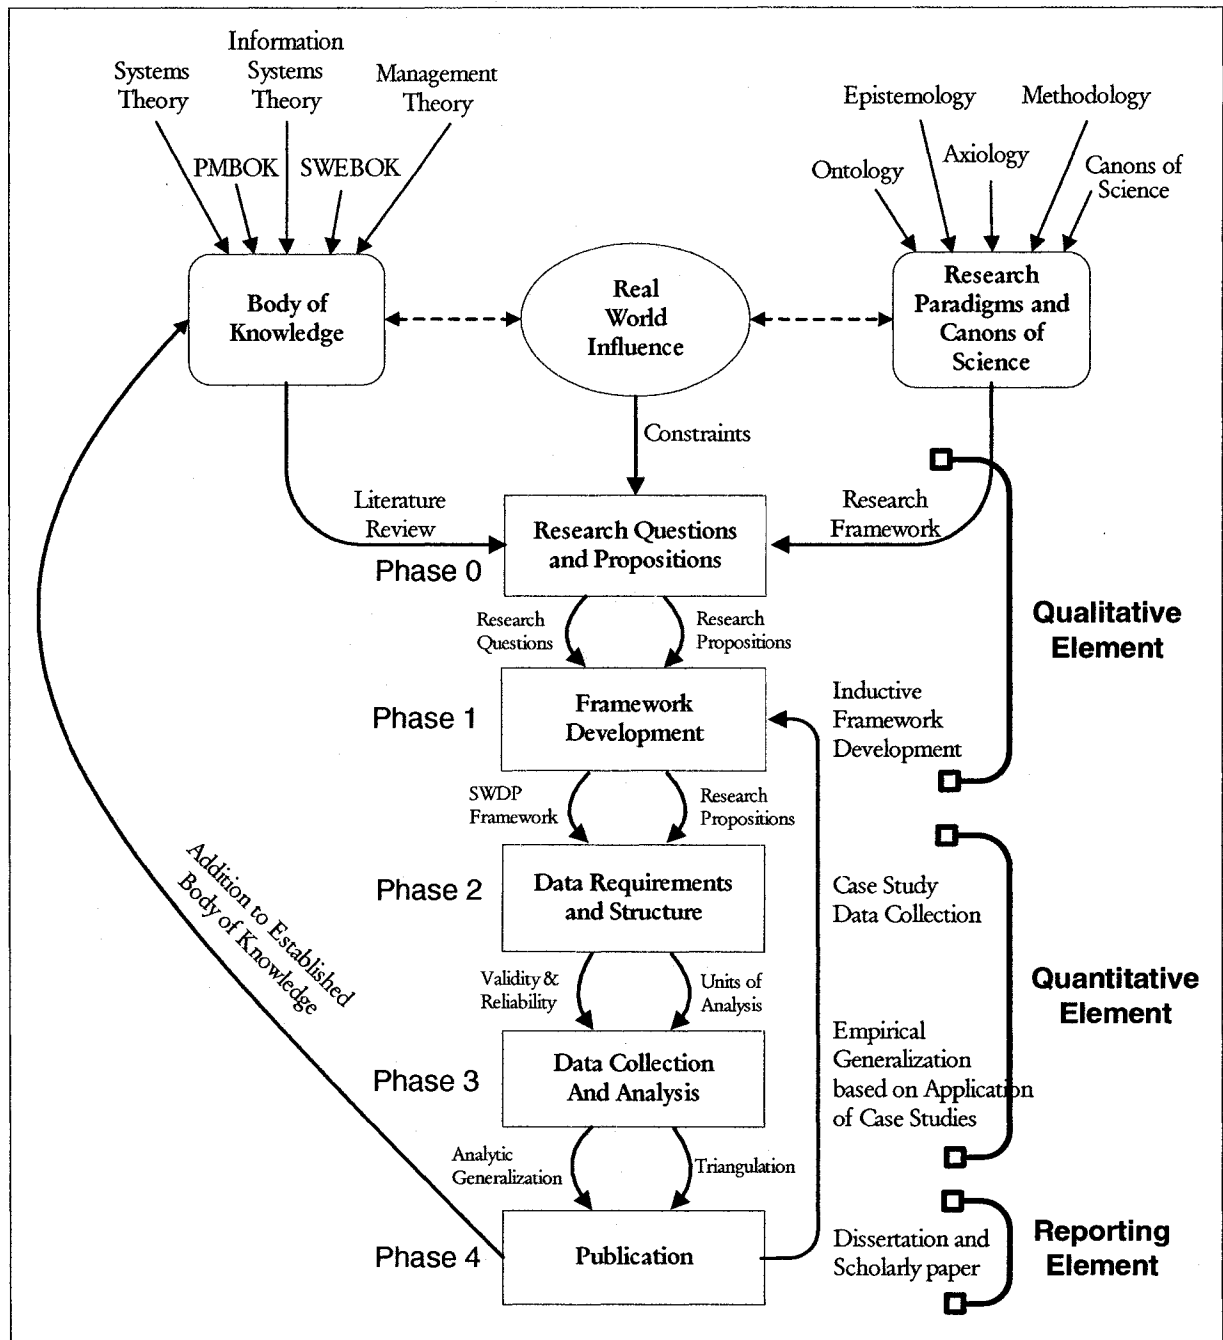 Information
Systems
Theory
Systems
Theory
Management
Theory
PMBOK
SWEBOK
Epistemology
Methodology
Ontology
Axiology
Canons of
Science
Body of
Knowledge
Real
World
Influence
Research
Paradigms and
Canons of
Science
Constraints
Literature
Review
Research
Framework
Research Questions
and Propositions
Phase 0
Research
Questions
Research
Propositions
Qualitative
Element
Phase 1
Framework
Development
Inductive
Framework
Development
SWDP
Framework
Research
Propositions
Phase 2
Data Requirements
and Structure
Case Study
Data Collection
Addition to Established
Body of Knowledge
Validity &
Reliability
Units of
Analysis
Quantitative
Element
Phase 3
Data Collection
And Analysis
Empirical
Generalization
based on Application
of Case Studies
Analytic
Generalization
Triangulation
Phase 4
Publication
Dissertation and
Scholarly paper
Reporting
Element